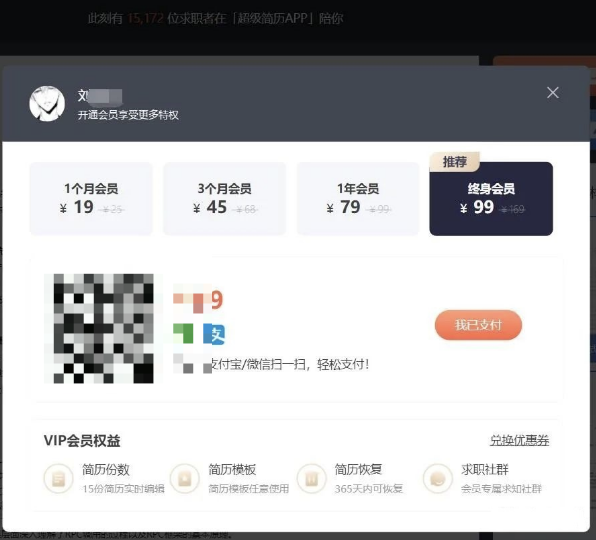 此刻有 15,172 位求职者在「超级简历APP」陪你
刘
开通会员享受更多特权
推荐
1个月会员 3个月会员 1年会员 终身会员
¥ 19 ¥25 ¥ 45 ¥68 ¥ 79 ¥99 ¥ 99 ¥169
9
支
我已支付
支付宝/微信扫一扫，轻松支付！
VIP会员权益 兑换优惠券
简历份数 简历模板 简历恢复 求职社群
15份简历实时编辑 简历模板任意使用 365天内可恢复 会员专属求知社群